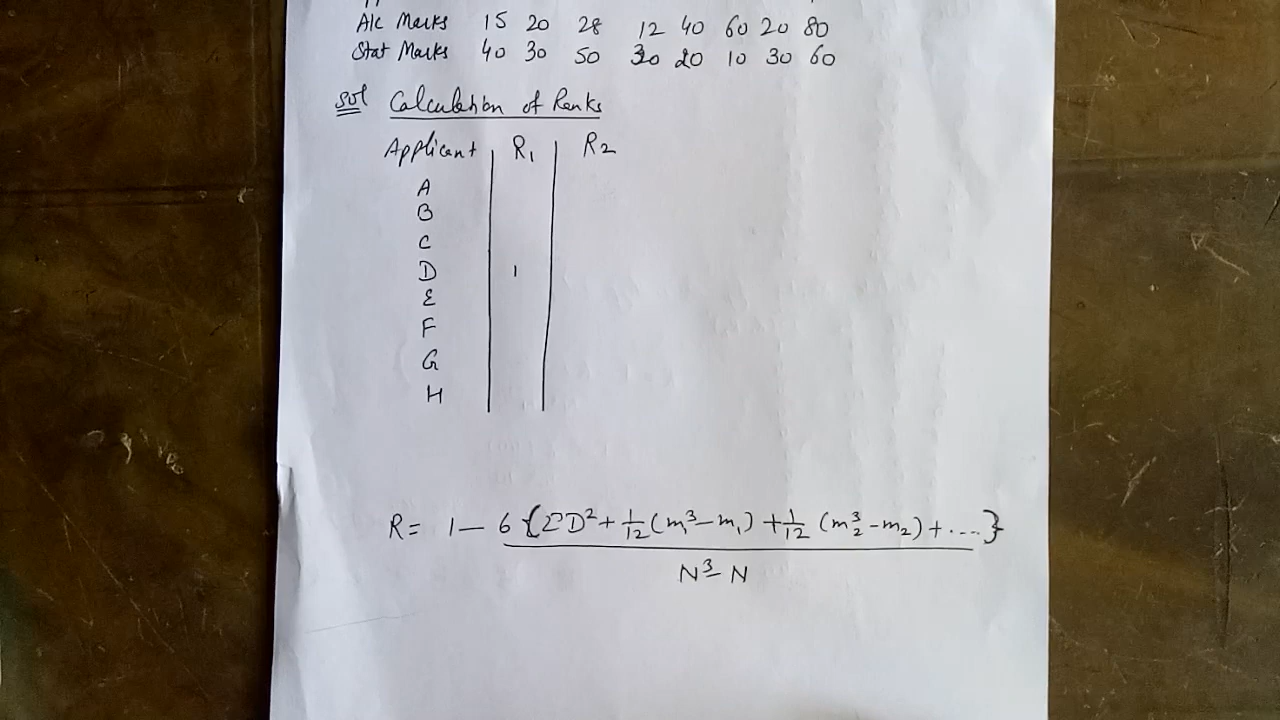 A/c Marks 15 20 28 12 40 60 20 80
Stat Marks 40 30 50 30 20 10 30 60
Sol Calculation of Ranks
Applicant R₁ R₂
A
B
C
D 1
E
F
G
H
R = 1 — 6 {ΣD² + 1/12 (m₁³ – m₁) + 1/12 (m₂³ – m₂) + ....}
N³ – N